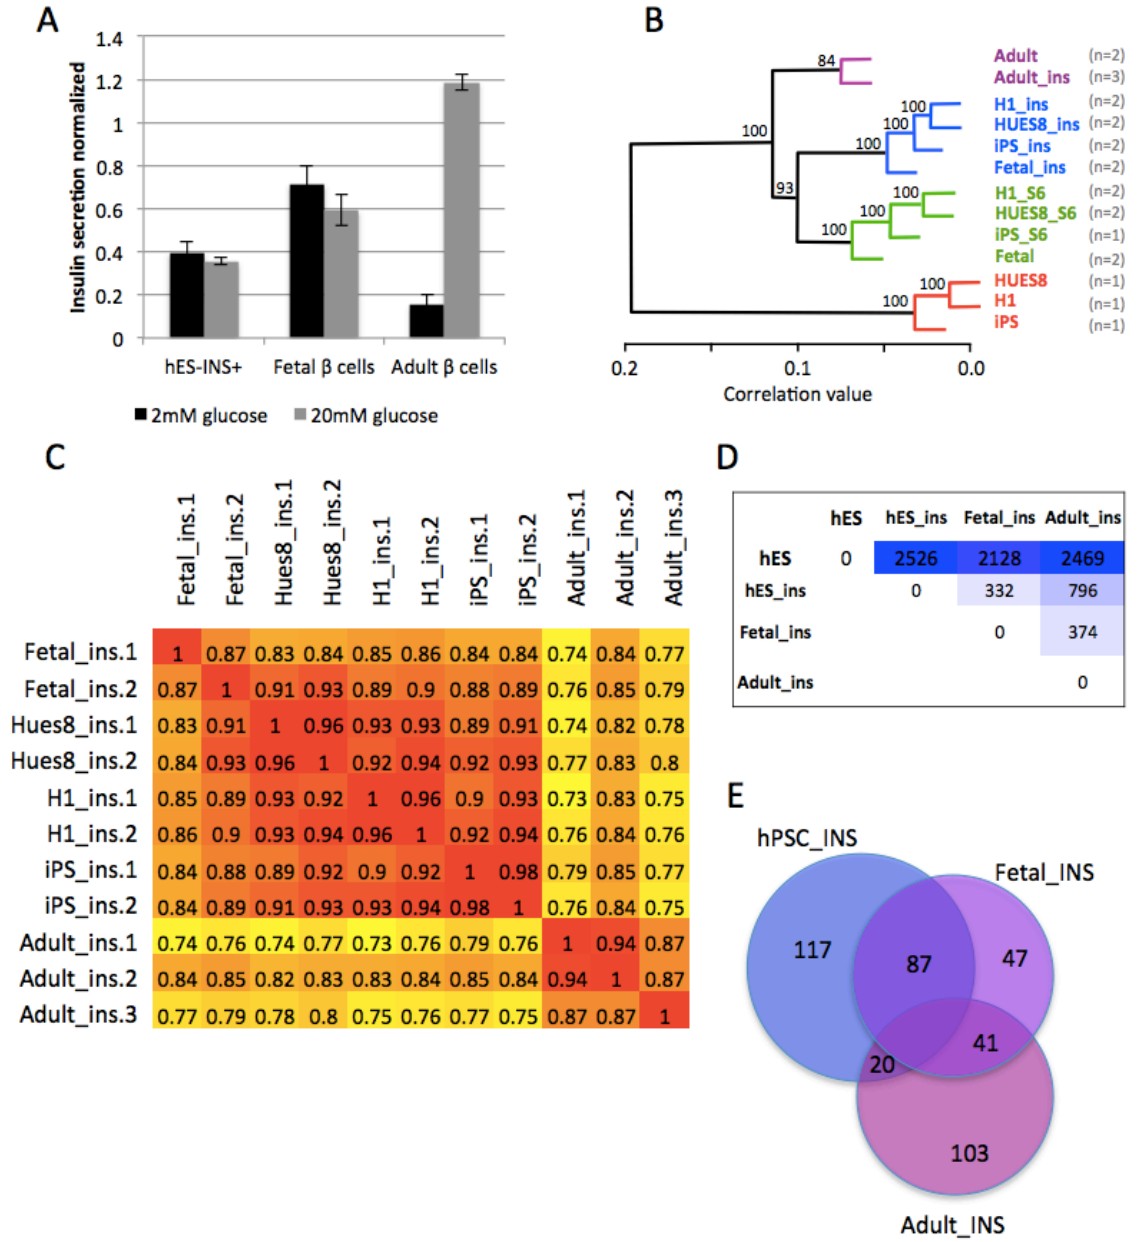 A
1.4
1.2
1
0.8
0.6
0.4
0.2
0
Insulin secretion normalized
hES-INS+ Fetal β cells Adult β cells
2mM glucose 20mM glucose
B
84 Adult (n=2)
Adult_ins (n=3)
100 H1_ins (n=2)
100 HUES8_ins (n=2)
100 100 iPS_ins (n=2)
Fetal_ins (n=2)
93 100 H1_S6 (n=2)
100 HUES8_S6 (n=2)
100 iPS_S6 (n=1)
Fetal (n=2)
100 HUES8 (n=1)
100 H1 (n=1)
iPS (n=1)
0.2 0.1 0.0
Correlation value
C
Fetal_ins.1 Fetal_ins.2 Hues8_ins.1 Hues8_ins.2 H1_ins.1 H1_ins.2 iPS_ins.1 iPS_ins.2 Adult_ins.1 Adult_ins.2 Adult_ins.3
Fetal_ins.1 1 0.87 0.83 0.84 0.85 0.86 0.84 0.84 0.74 0.84 0.77
Fetal_ins.2 0.87 1 0.91 0.93 0.89 0.9 0.88 0.89 0.76 0.85 0.79
Hues8_ins.1 0.83 0.91 1 0.96 0.93 0.93 0.89 0.91 0.74 0.82 0.78
Hues8_ins.2 0.84 0.93 0.96 1 0.92 0.94 0.92 0.93 0.77 0.83 0.8
H1_ins.1 0.85 0.89 0.93 0.92 1 0.96 0.9 0.93 0.73 0.83 0.75
H1_ins.2 0.86 0.9 0.93 0.94 0.96 1 0.92 0.94 0.76 0.84 0.76
iPS_ins.1 0.84 0.88 0.89 0.92 0.9 0.92 1 0.98 0.79 0.85 0.77
iPS_ins.2 0.84 0.89 0.91 0.93 0.93 0.94 0.98 1 0.76 0.84 0.75
Adult_ins.1 0.74 0.76 0.74 0.77 0.73 0.76 0.79 0.76 1 0.94 0.87
Adult_ins.2 0.84 0.85 0.82 0.83 0.83 0.84 0.85 0.84 0.94 1 0.87
Adult_ins.3 0.77 0.79 0.78 0.8 0.75 0.76 0.77 0.75 0.87 0.87 1
D
hES hES_ins Fetal_ins Adult_ins
hES 0 2526 2128 2469
hES_ins 0 332 796
Fetal_ins 0 374
Adult_ins 0
E
hPSC_INS
Fetal_INS
117 87 47
20 41
103
Adult_INS